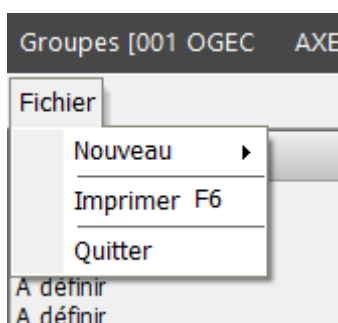 Groupes [001 OGEC AXE
Fichier
Nouveau
Imprimer F6
Quitter
A définir
A définir